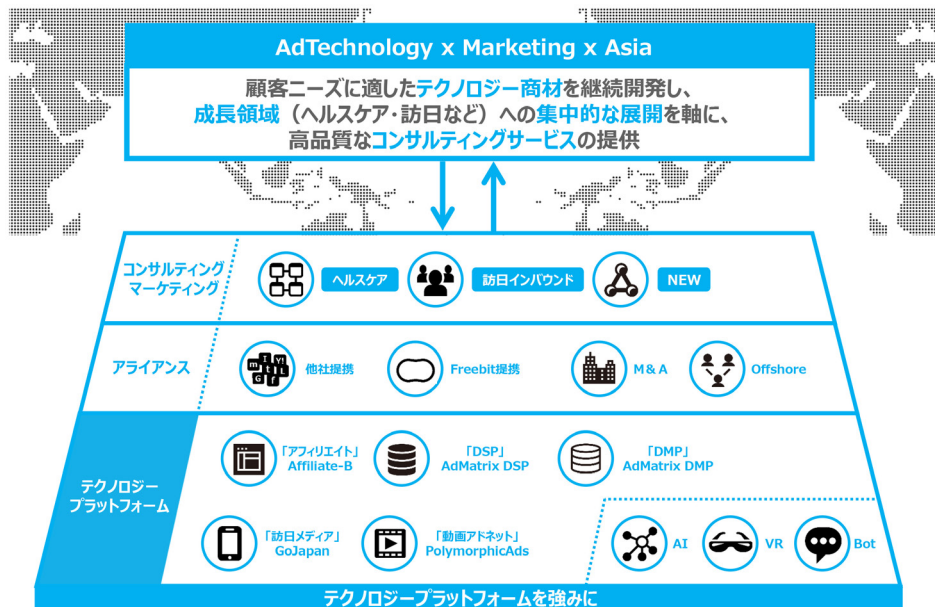 AdTechnology x Marketing x Asia
顧客ニーズに適したテクノロジー商材を継続開発し、
成長領域（ヘルスケア・訪日など）への集中的な展開を軸に、
高品質なコンサルティングサービスの提供
コンサルティング
マーケティング
ヘルスケア
訪日インバウンド
NEW
アライアンス
他社提携
Freebit提携
M & A
Offshore
テクノロジー
プラットフォーム
「アフィリエイト」
Affiliate-B
「DSP」
AdMatrix DSP
「DMP」
AdMatrix DMP
「訪日メディア」
GoJapan
「動画アドネット」
PolymorphicAds
AI
VR
Bot
テクノロジープラットフォームを強みに